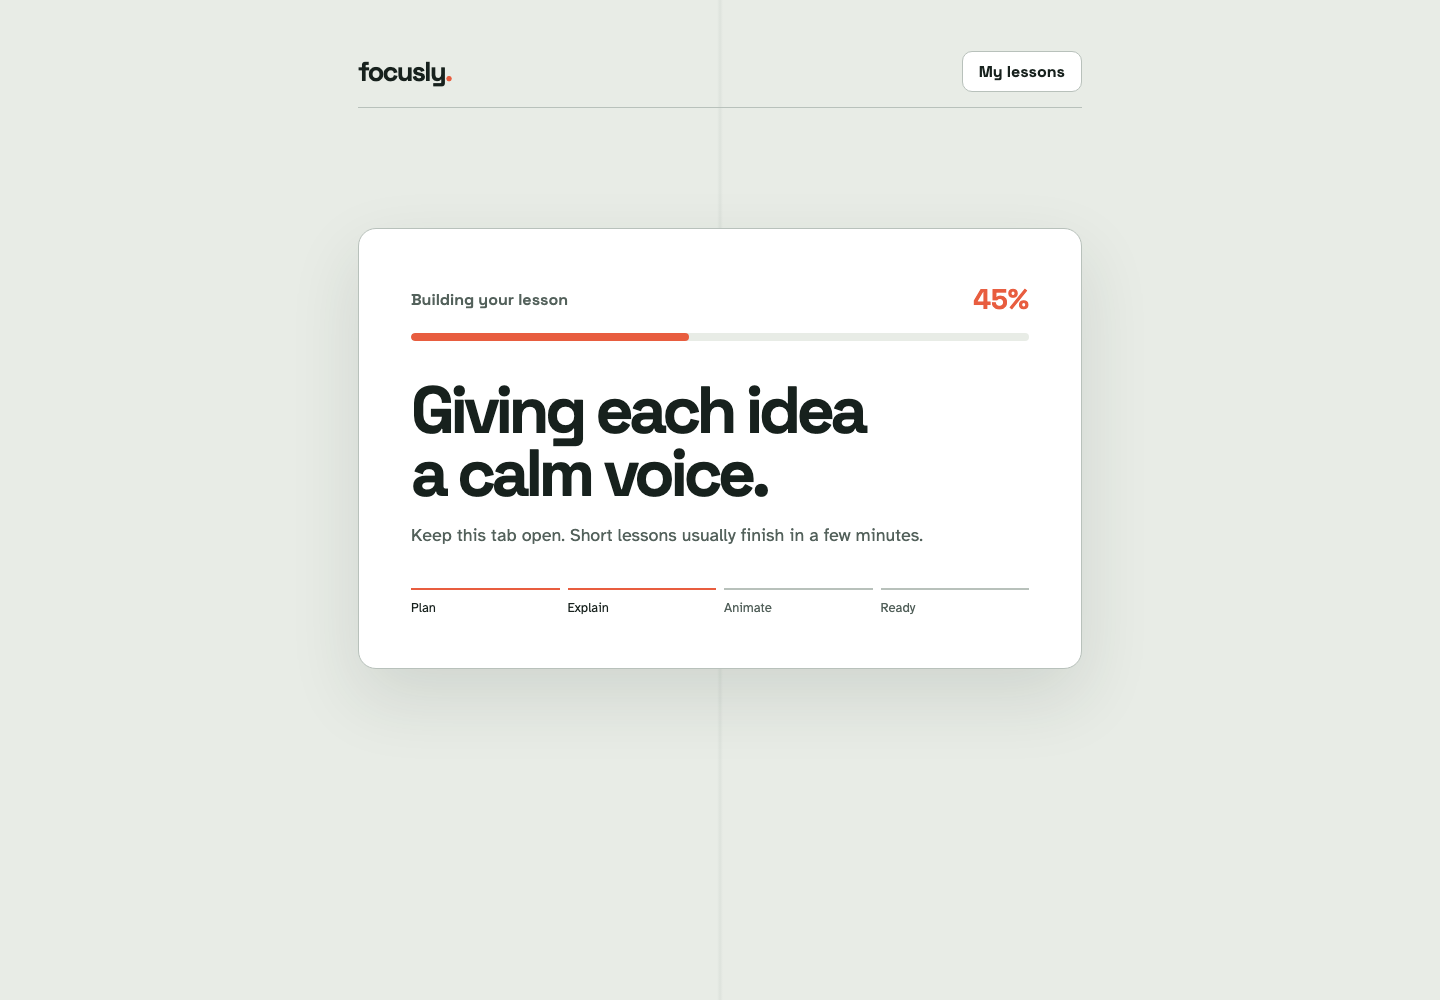 focusly.
My lessons
Building your lesson
45%
Giving each idea
a calm voice.
Keep this tab open. Short lessons usually finish in a few minutes.
Plan
Explain
Animate
Ready